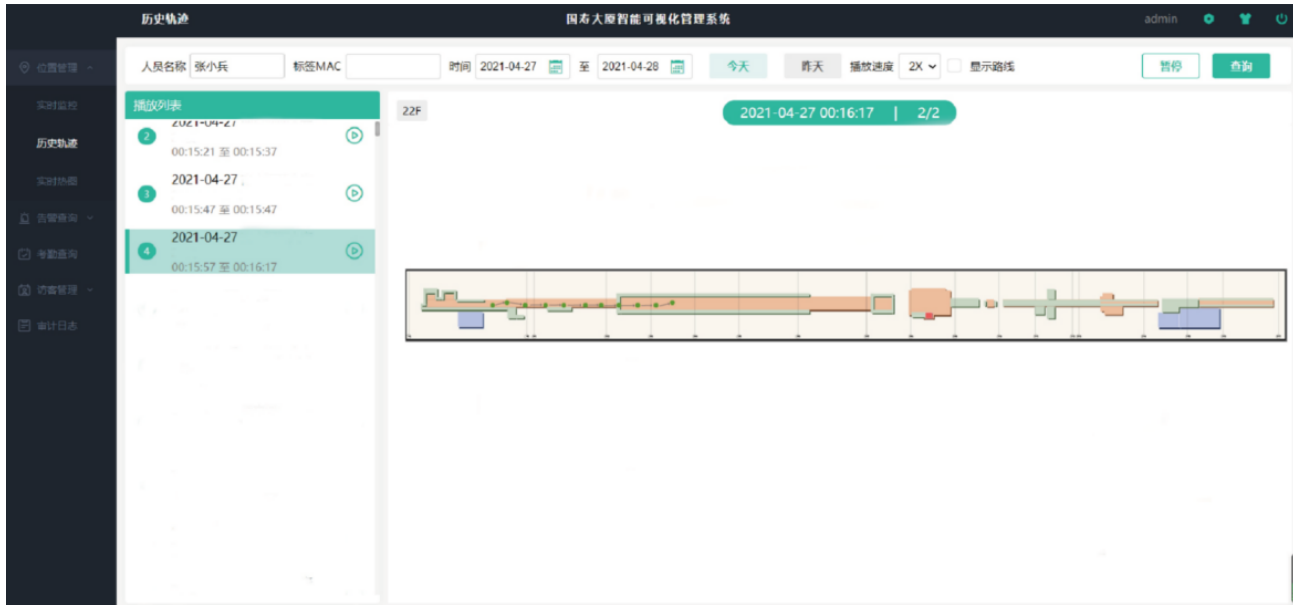 历史轨迹
国寿大厦智能可视化管理系统
admin
位置管理
人员名称 张小兵 标签MAC 时间 2021-04-27 至 2021-04-28 今天 昨天 播放速度 2X 显示路线 暂停 查询
实时监控
历史轨迹
实时热图
告警查询
考勤查询
访客管理
审计日志
播放列表
2 2021-04-27
00:15:21 至 00:15:37
3 2021-04-27
00:15:47 至 00:15:47
4 2021-04-27
00:15:57 至 00:16:17
22F
2021-04-27 00:16:17 | 2/2